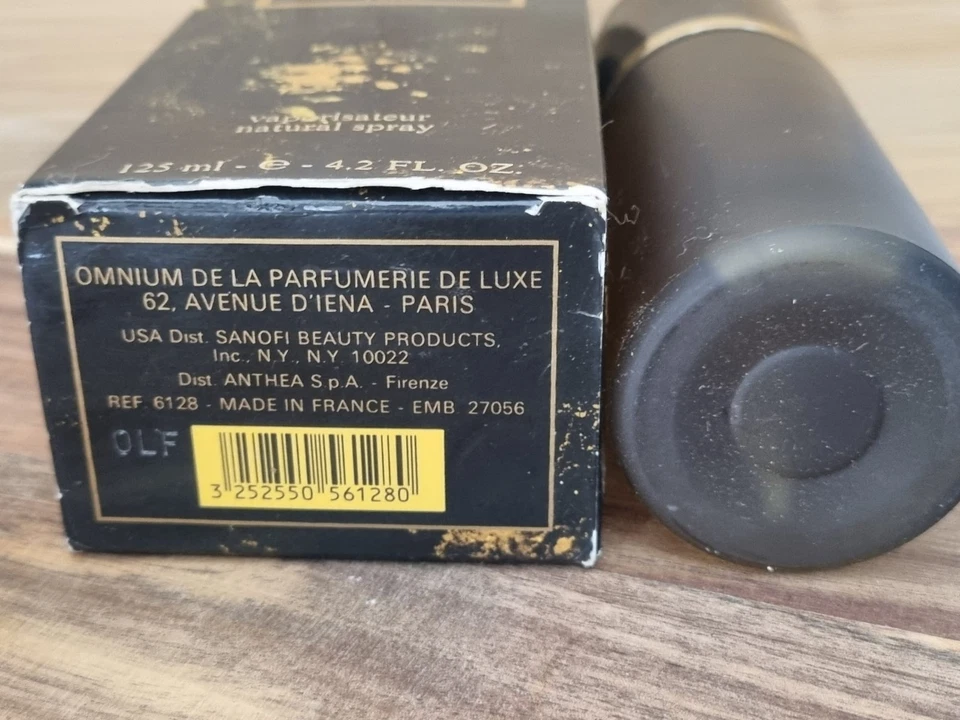 vaporisateur
natural spray
125 ml - ℮ - 4.2 FL. OZ.
OMNIUM DE LA PARFUMERIE DE LUXE
62, AVENUE D'IENA - PARIS
USA Dist. SANOFI BEAUTY PRODUCTS,
Inc., N.Y., N.Y 10022
Dist. ANTHEA S.p.A. - Firenze
REF. 6128 - MADE IN FRANCE - EMB 27056
OLF
3 252550 561280